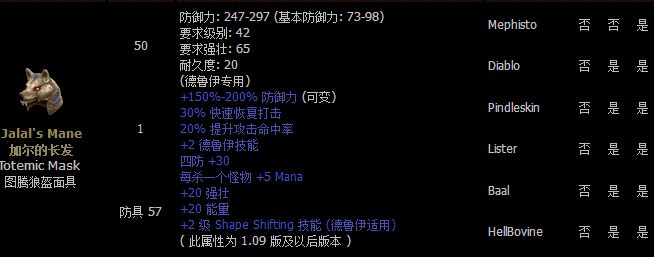 Jalal's Mane
加尔的长发
Totemic Mask
图腾狼盔面具
50
1
防具 57
防御力: 247-297 (基本防御力: 73-98)
要求级别: 42
要求强壮: 65
耐久度: 20
(德鲁伊专用)
+150%-200% 防御力 (可变)
30% 快速恢复打击
20% 提升攻击命中率
+2 德鲁伊技能
四防 +30
每杀一个怪物 +5 Mana
+20 强壮
+20 能量
+2 级 Shape Shifting 技能 (德鲁伊适用)
( 此属性为 1.09 版及以后版本 )
Mephisto 否 否 是
Diablo 否 是 是
Pindleskin 否 是 是
Lister 否 是 是
Baal 否 是 是
HellBovine 否 是 是